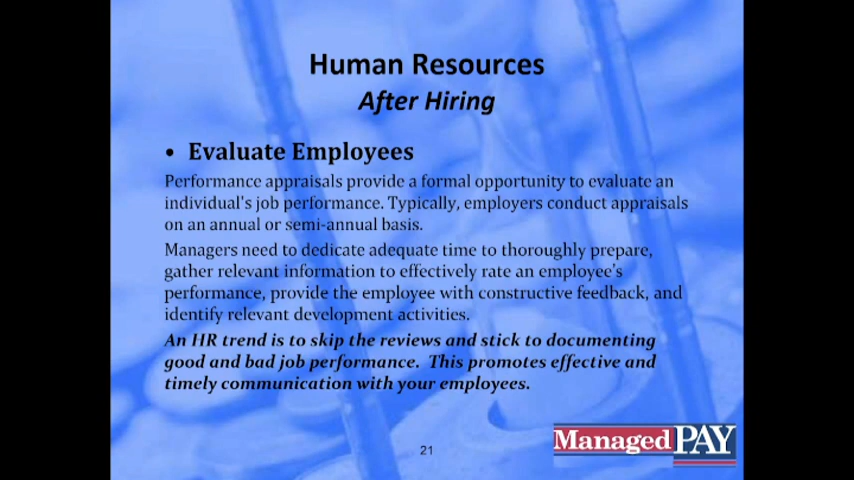 Human Resources
After Hiring
• Evaluate Employees
Performance appraisals provide a formal opportunity to evaluate an
individual's job performance. Typically, employers conduct appraisals
on an annual or semi-annual basis.
Managers need to dedicate adequate time to thoroughly prepare,
gather relevant information to effectively rate an employee's
performance, provide the employee with constructive feedback, and
identify relevant development activities.
An HR trend is to skip the reviews and stick to documenting
good and bad job performance.  This promotes effective and
timely communication with your employees.
21
Managed PAY